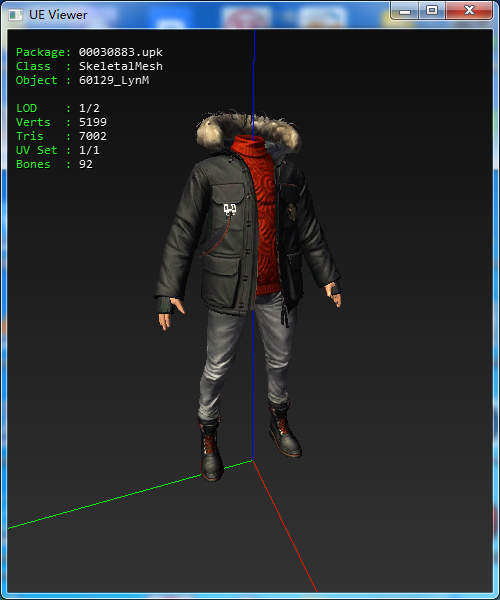 UE Viewer
Package: 00030883.upk
Class : SkeletalMesh
Object : 60129_LynM
LOD : 1/2
Verts : 5199
Tris : 7002
UV Set : 1/1
Bones : 92